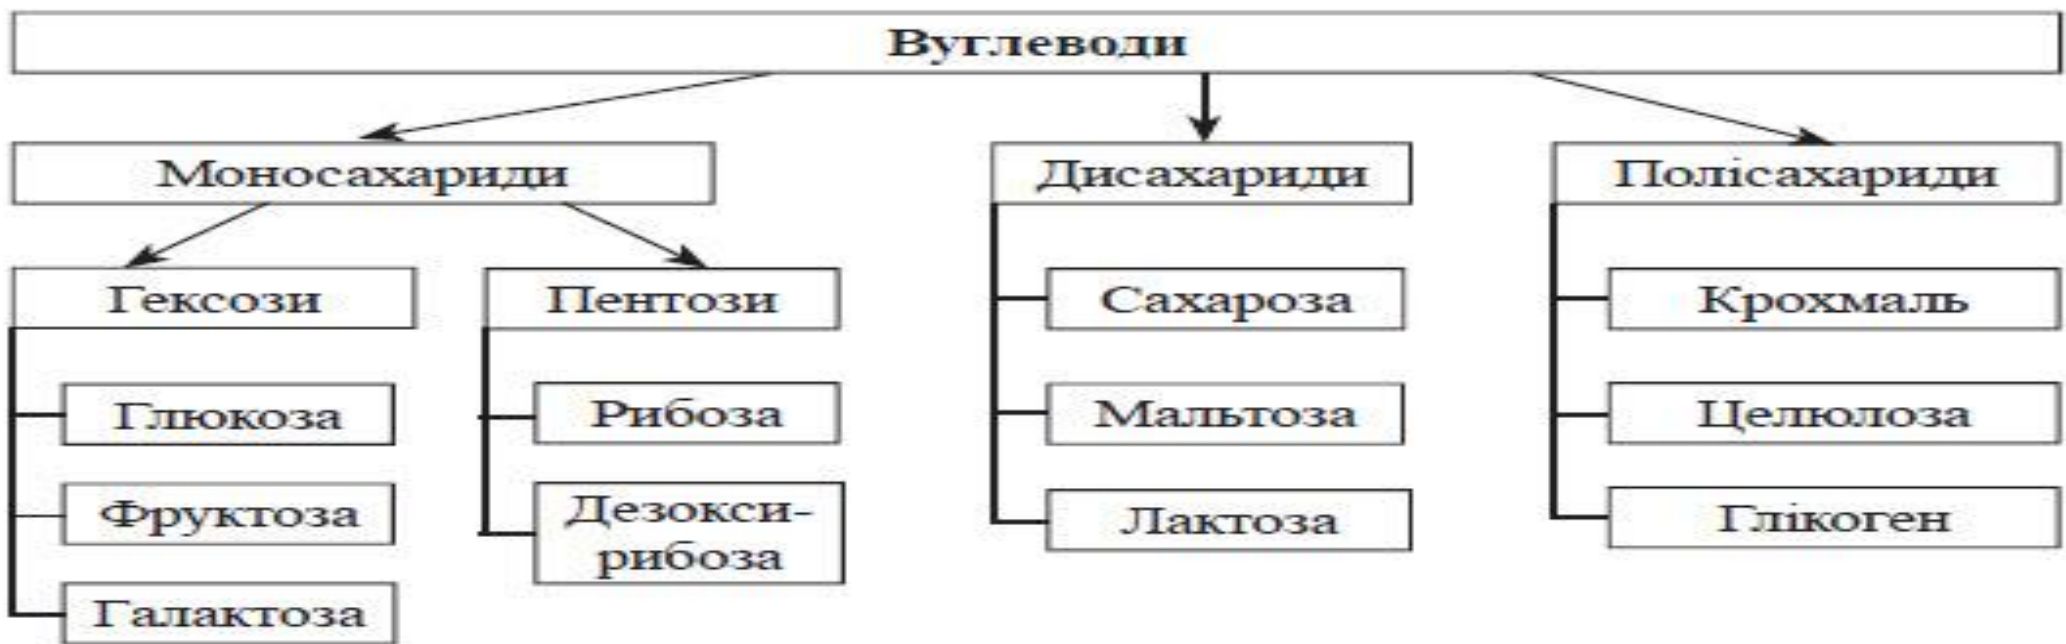 Вуглеводи
Моносахариди
Дисахариди
Полісахариди
Гексози
Пентози
Сахароза
Крохмаль
Глюкоза
Рибоза
Мальтоза
Целюлоза
Фруктоза
Дезокси-
рибоза
Лактоза
Глікоген
Галактоза